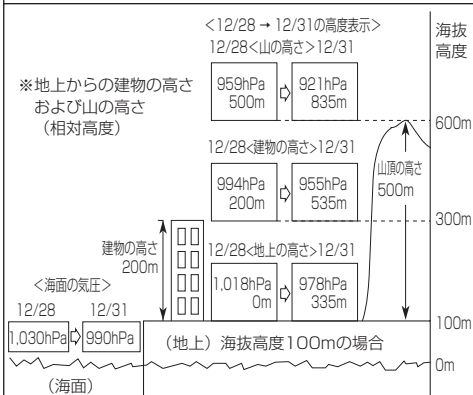 <12/28 → 12/31の高度表示>
12/28<山の高さ>12/31
海抜
高度
※地上からの建物の高さ
および山の高さ
(相対高度)
959hPa
500m
921hPa
835m
600m
12/28<建物の高さ>12/31
994hPa
200m
955hPa
535m
山頂の高さ
500m
300m
建物の高さ
200m
12/28<地上の高さ>12/31
1,018hPa
0m
978hPa
335m
<海面の気圧>
12/28 12/31
1,030hPa 990hPa
(地上)海抜高度100mの場合
100m
0m
(海面)